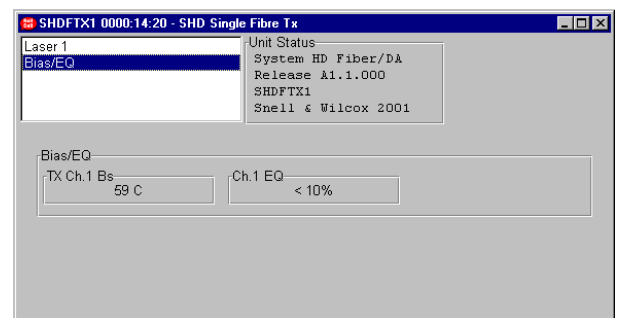 SHDFTX1 0000:14:20 - SHD Single Fibre Tx
Laser 1
Bias/EQ
Unit Status
System HD Fiber/DA
Release A1.1.000
SHDFTX1
Snell & Wilcox 2001
Bias/EQ
TX Ch.1 Bs
59 C
Ch.1 EQ
< 10%